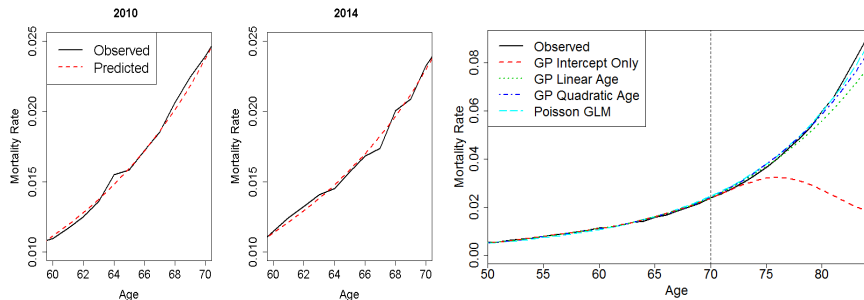 2010
Mortality Rate
0.010 0.015 0.020 0.025
Observed
Predicted
60 62 64 66 68 70
Age
2014
Mortality Rate
0.010 0.015 0.020 0.025
60 62 64 66 68 70
Age
Mortality Rate
0.00 0.02 0.04 0.06 0.08
Observed
GP Intercept Only
GP Linear Age
GP Quadratic Age
Poisson GLM
50 55 60 65 70 75 80
Age